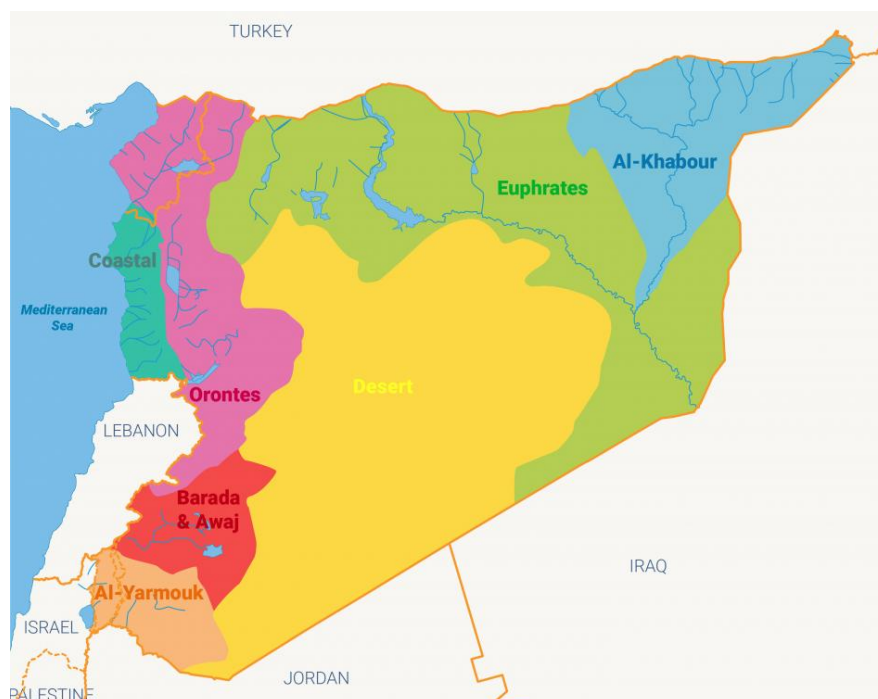 TURKEY
Al-Khabour
Euphrates
Coastal
Mediterranean
Sea
Desert
Orontes
LEBANON
Barada
& Awaj
IRAQ
Al-Yarmouk
ISRAEL
JORDAN
PALESTINE